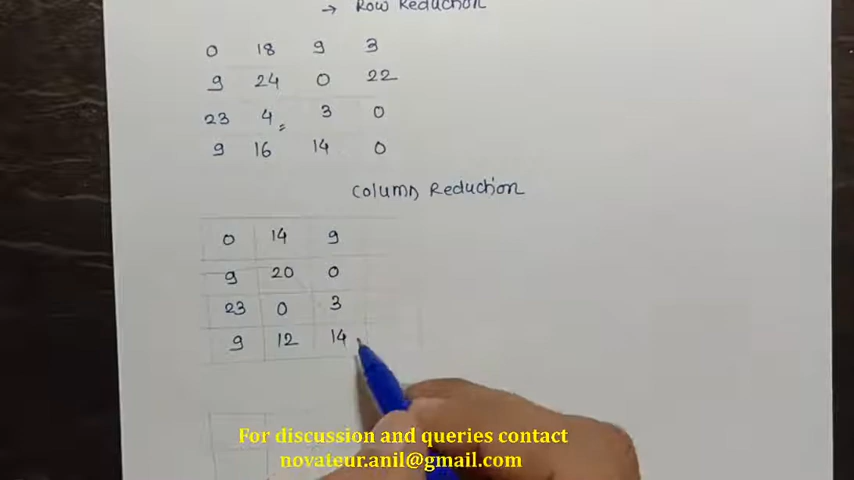 → Row Reduction
0 18 9 3
9 24 0 22
23 4 3 0
9 16 14 0
Column Reduction
0 14 9
9 20 0
23 0 3
9 12 14
For discussion and queries contact
novateur.anil@gmail.com